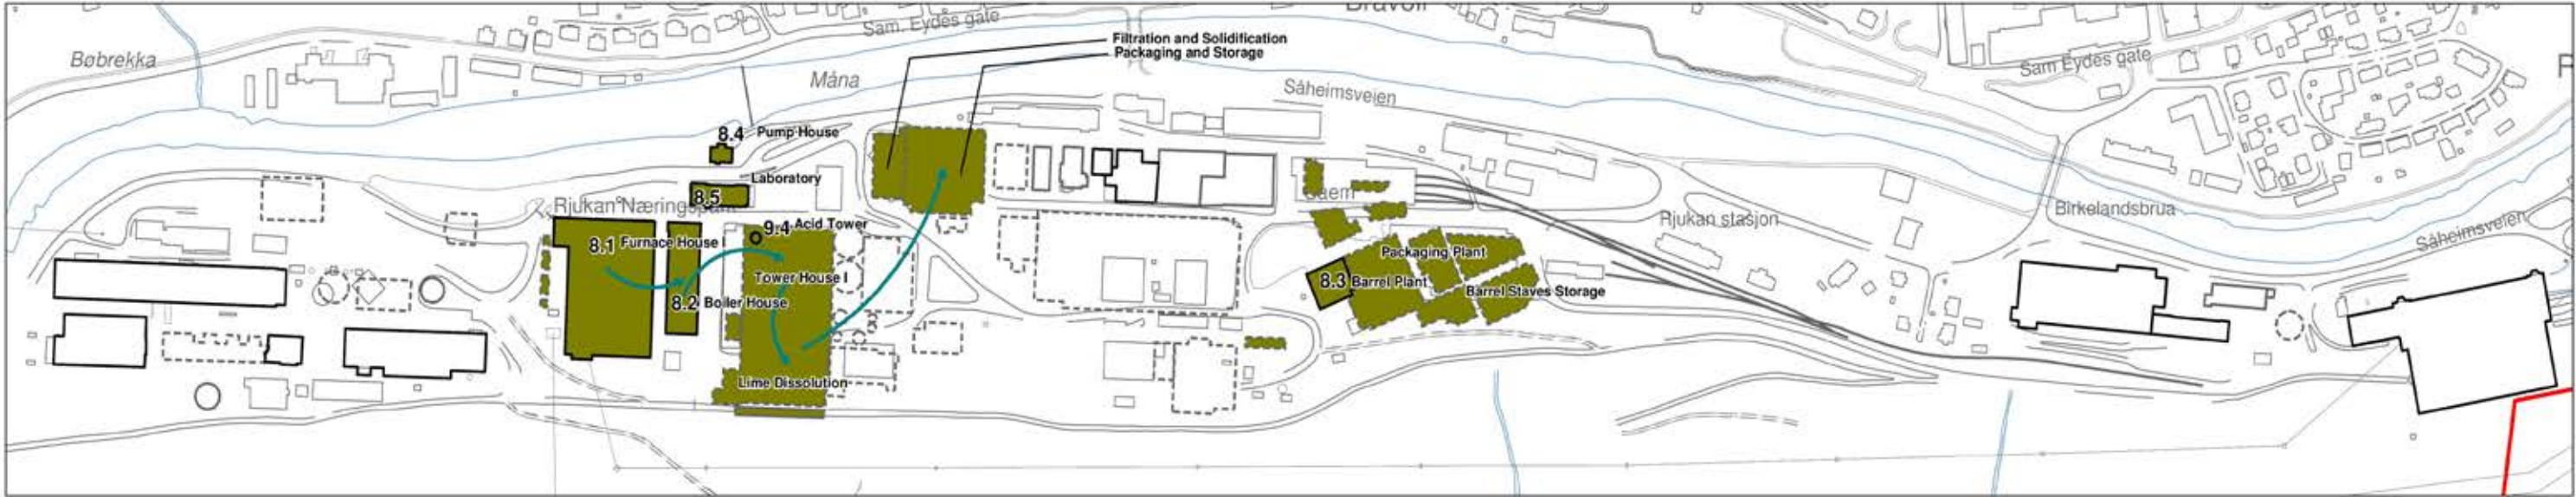 Bøbrekka
Sam. Eydes gate
Måna
Filtration and Solidification
Packaging and Storage
Såheimsveien
Sam Eydes gate
8.4 Pump House
Laboratory
8.5
Rjukan Næringspark
9.4 Acid Tower
8.1 Furnace House I
Tower House I
8.2 Boiler House
Lime Dissolution
Packaging Plant
8.3 Barrel Plant
Barrel Staves Storage
Rjukan stasjon
Birkelandsbrua
Såheimsveien